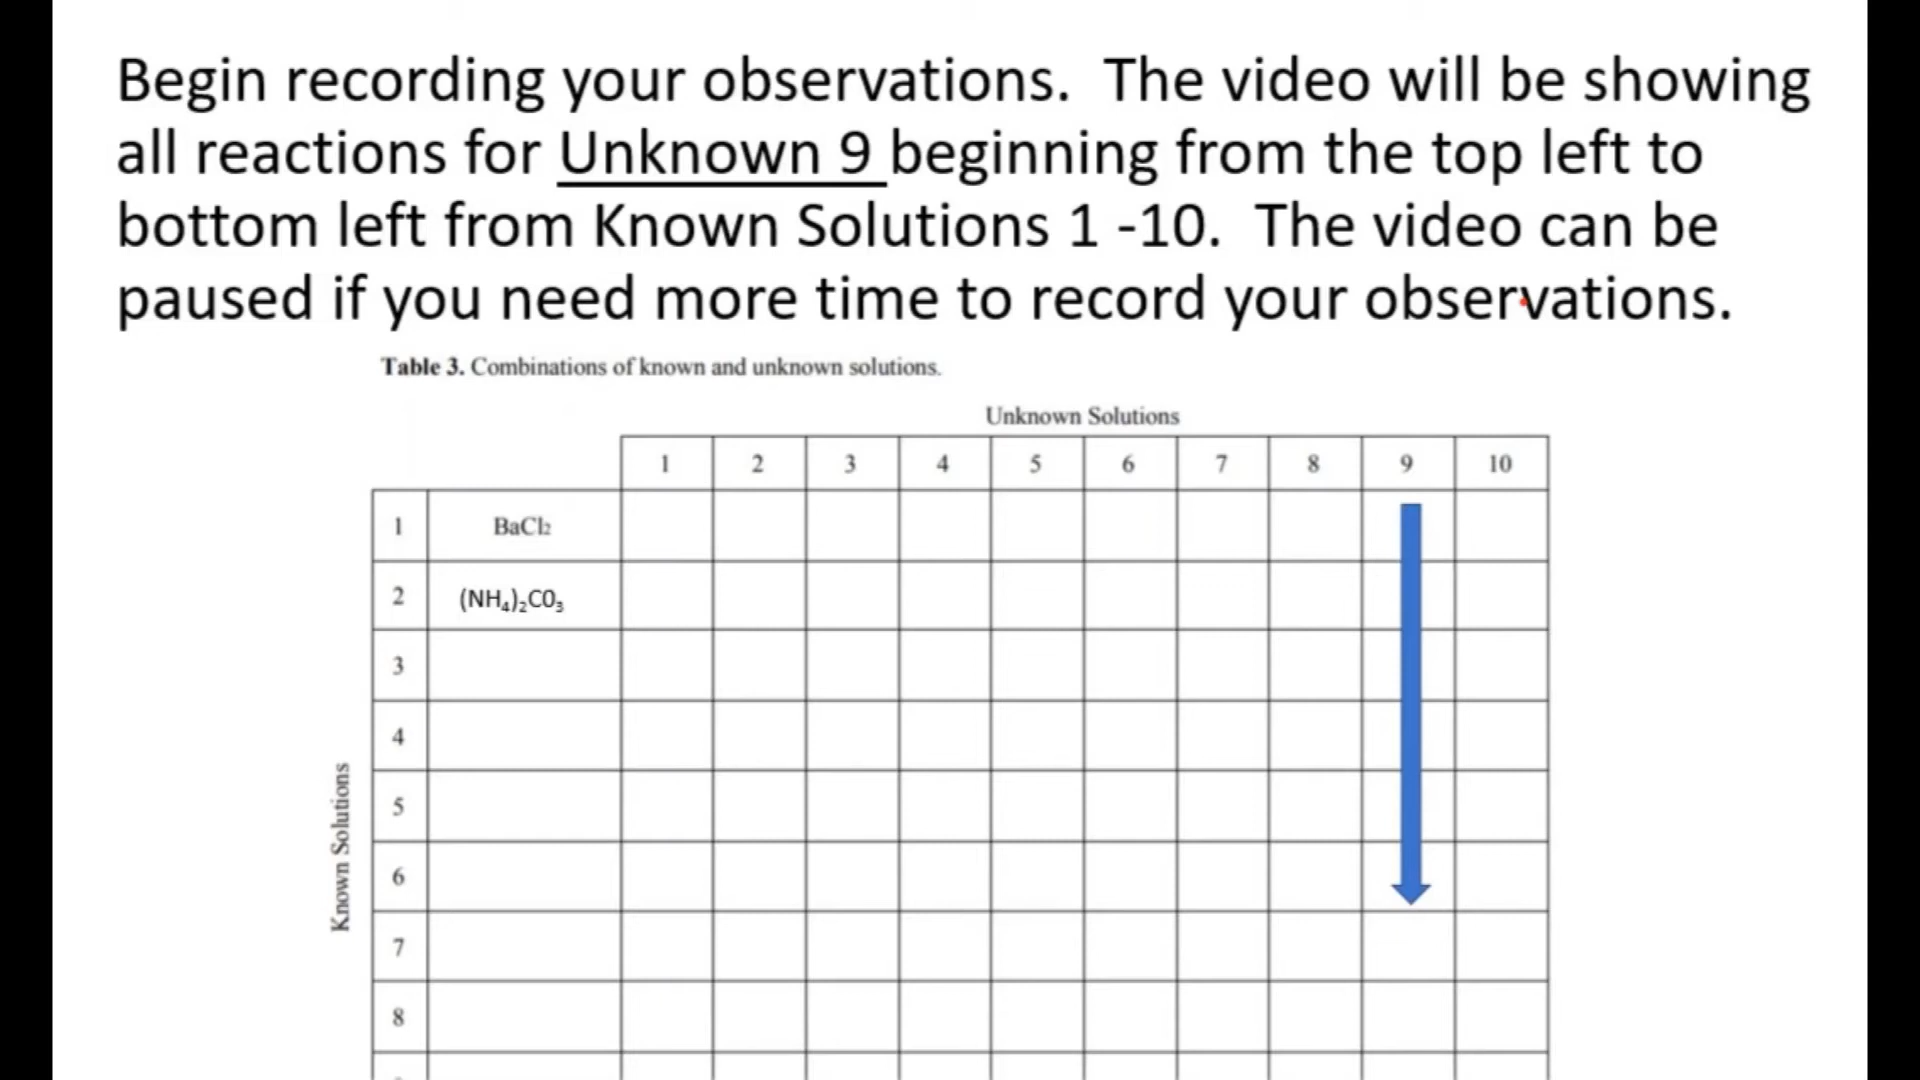 Begin recording your observations. The video will be showing
all reactions for Unknown 9 beginning from the top left to
bottom left from Known Solutions 1 -10. The video can be
paused if you need more time to record your observations.
Table 3. Combinations of known and unknown solutions.
Unknown Solutions
1 2 3 4 5 6 7 8 9 10
1 BaCl₂
2 (NH₄)₂CO₃
3
4
5
6
7
8
Known Solutions